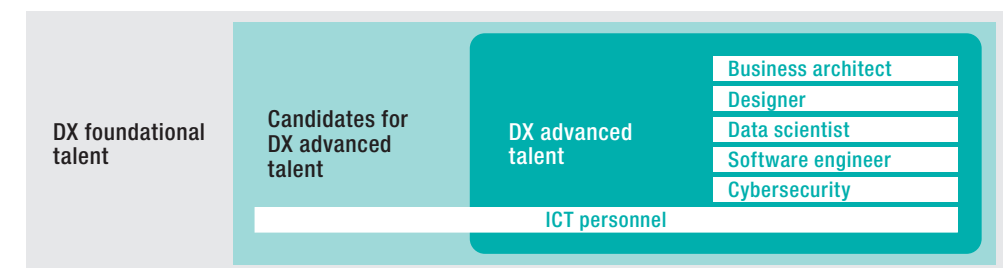 DX foundational
talent
Candidates for
DX advanced
talent
DX advanced
talent
Business architect
Designer
Data scientist
Software engineer
Cybersecurity
ICT personnel